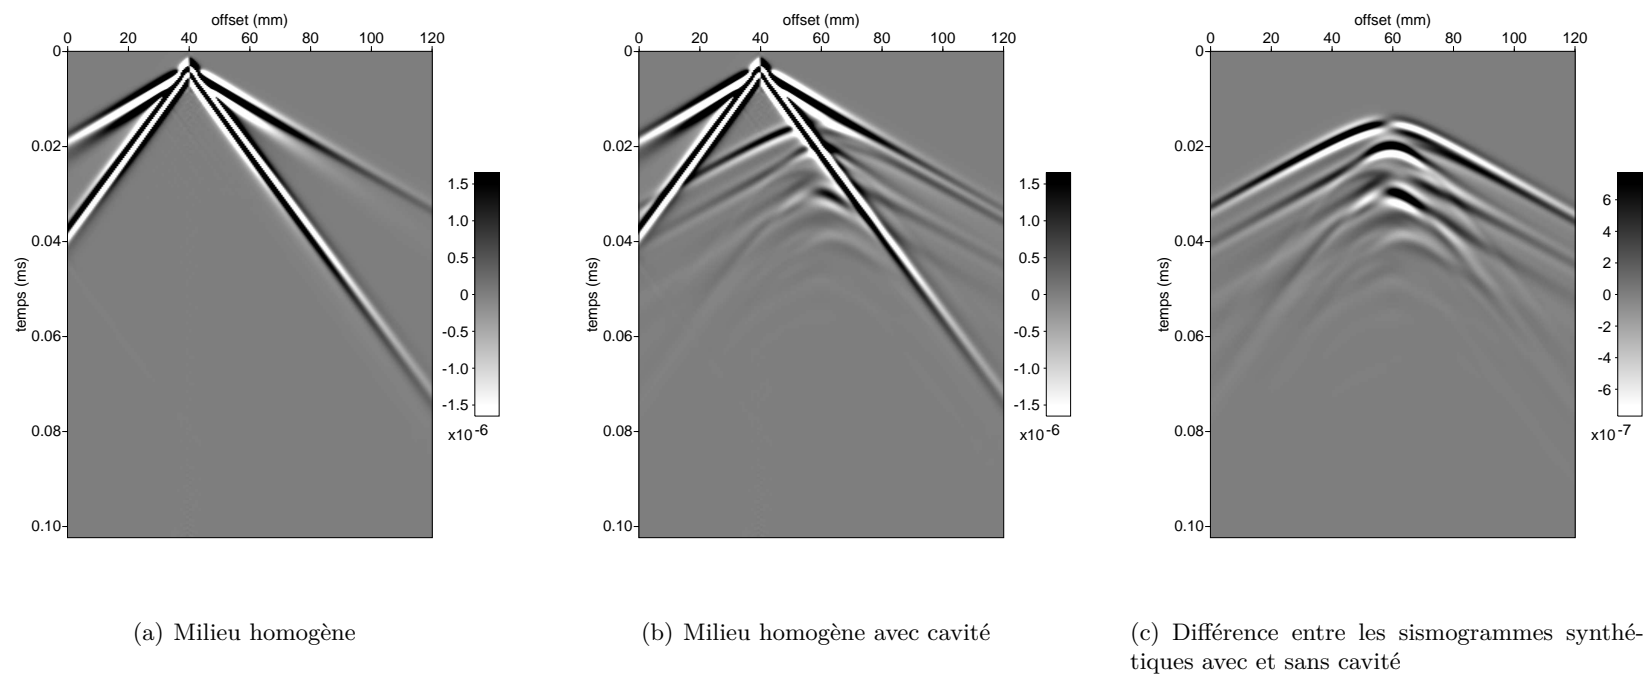 offset (mm)
0 20 40 60 80 100 120
0
0.02
0.04
0.06
0.08
0.10
temps (ms)
1.5
1.0
0.5
0
-0.5
-1.0
-1.5
x10 -6
(a) Milieu homogène
offset (mm)
0 20 40 60 80 100 120
0
0.02
0.04
0.06
0.08
0.10
temps (ms)
1.5
1.0
0.5
0
-0.5
-1.0
-1.5
x10 -6
(b) Milieu homogène avec cavité
offset (mm)
0 20 40 60 80 100 120
0
0.02
0.04
0.06
0.08
0.10
temps (ms)
6
4
2
0
-2
-4
-6
x10 -7
(c) Différence entre les sismogrammes synthé-
tiques avec et sans cavité